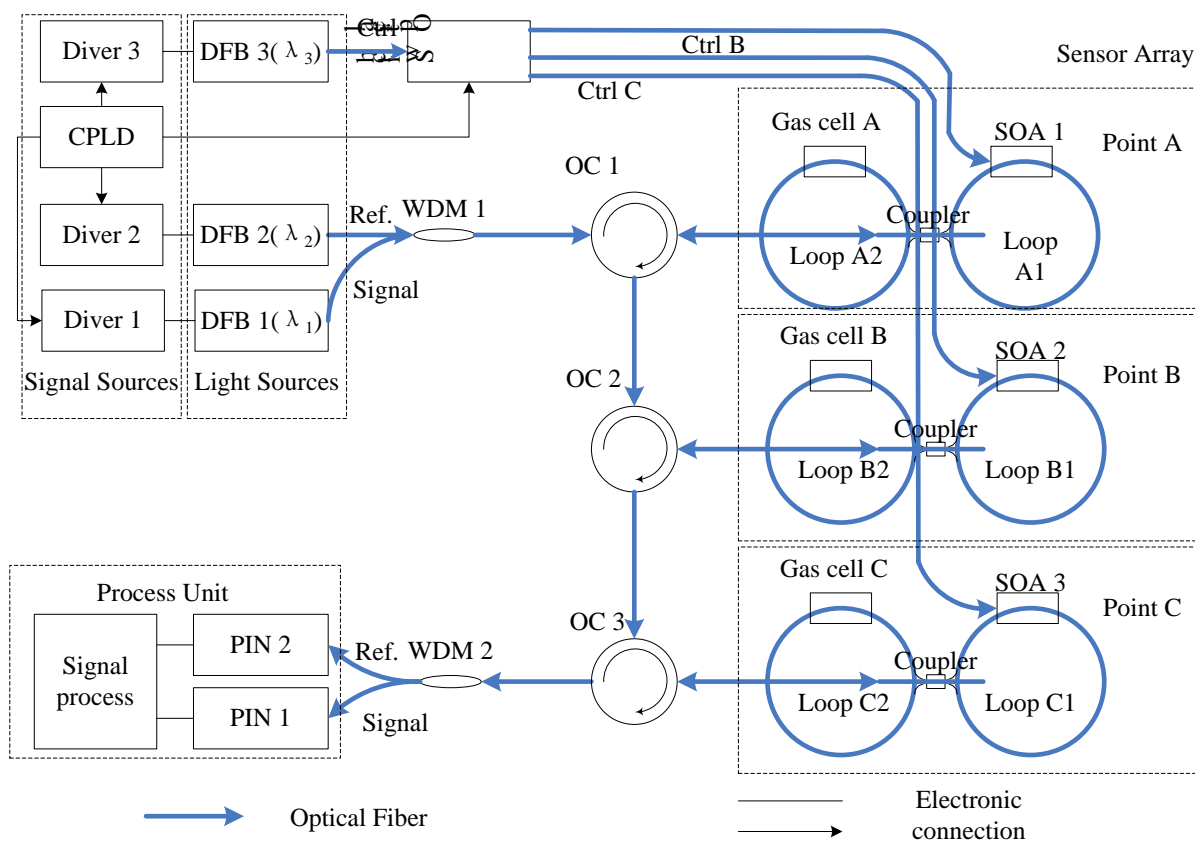 Diver 3
DFB 3(λ3)
Ctrl
Ctrl B
Ctrl C
Sensor Array
CPLD
Gas cell A
SOA 1
Point A
OC 1
Diver 2
DFB 2(λ2)
Ref.
WDM 1
Coupler
Loop A2
Loop
A1
Signal
Diver 1
DFB 1(λ1)
Signal Sources
Light Sources
Gas cell B
SOA 2
Point B
OC 2
Coupler
Loop B2
Loop B1
Gas cell C
SOA 3
Point C
Process Unit
OC 3
Ref.
WDM 2
Coupler
PIN 2
Signal
process
PIN 1
Signal
Loop C2
Loop C1
Optical Fiber
Electronic
connection